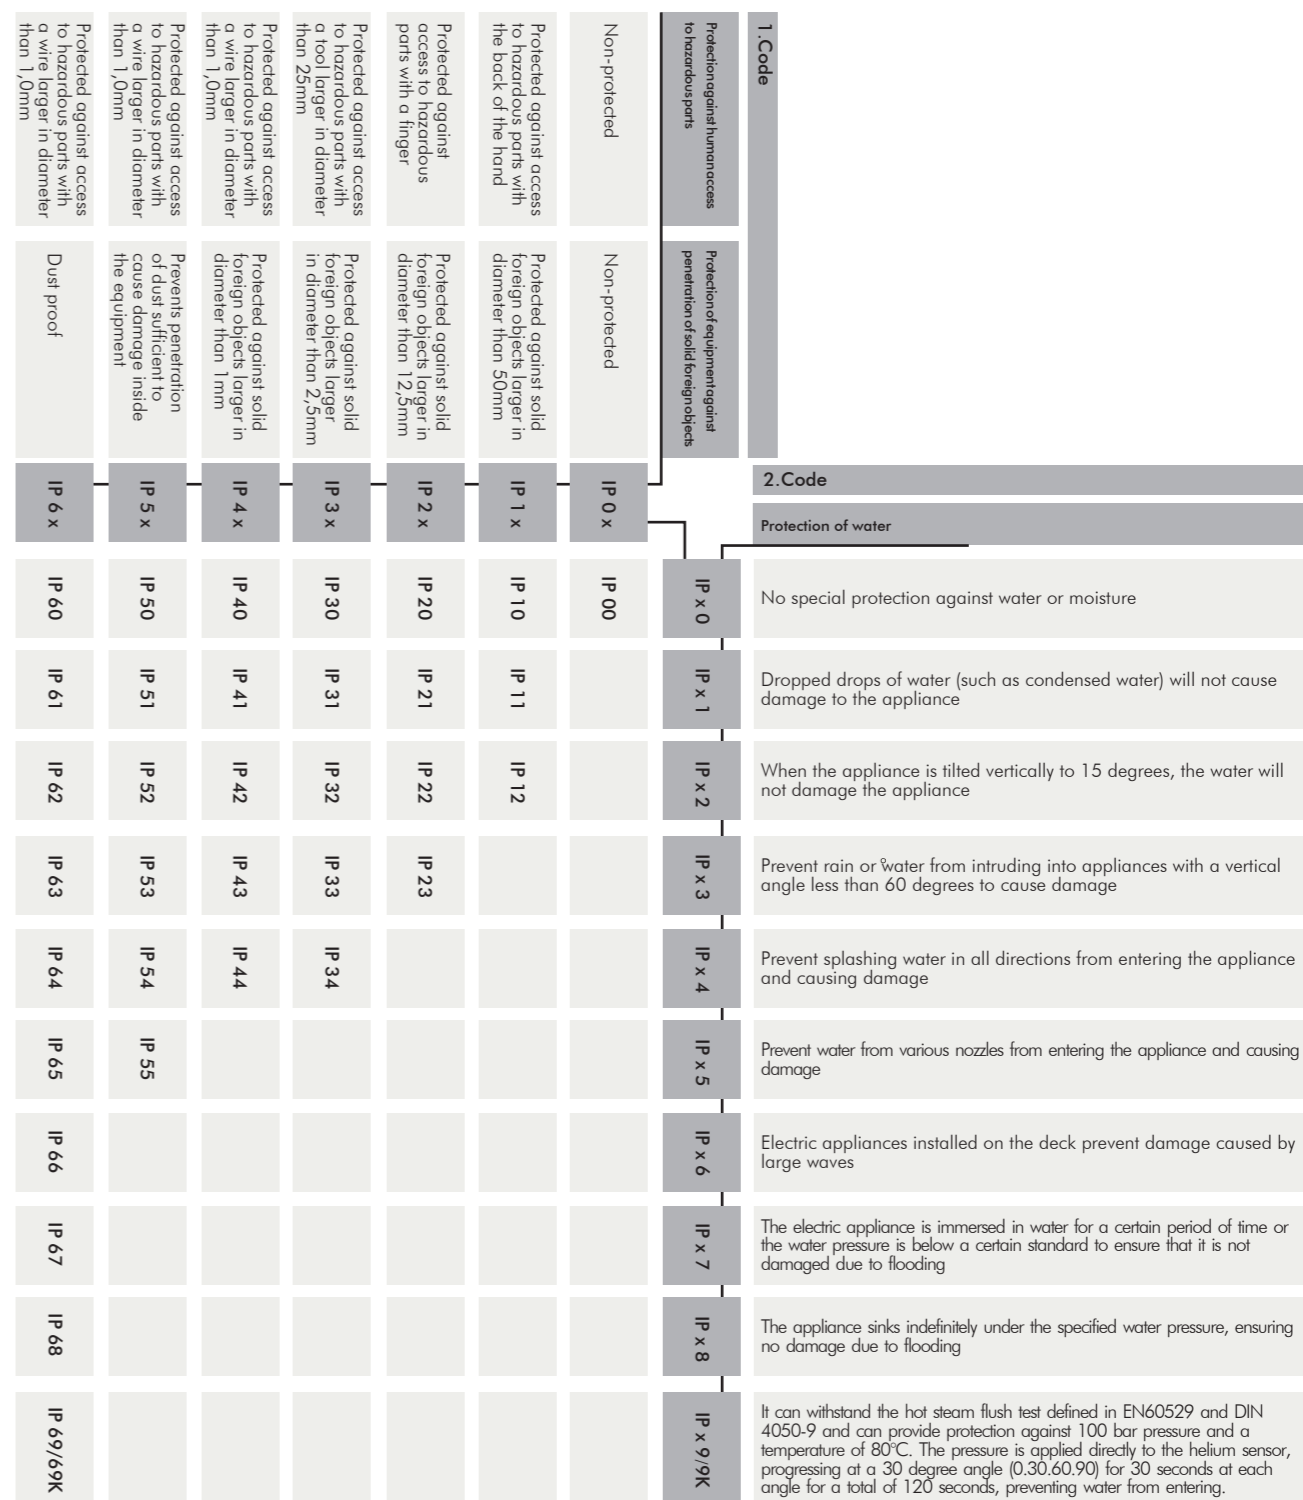 1.Code
Protection against human access
to hazardous parts
Non-protected
Protected against access
to hazardous parts with
the back of the hand
Protected against
access to hazardous
parts with a finger
Protected against access
to hazardous parts with
a tool larger in diameter
than 25mm
Protected against access
to hazardous parts with
a wire larger in diameter
than 1,0mm
Protected against access
to hazardous parts with
a wire larger in diameter
than 1,0mm
Protected against access
to hazardous parts with
a wire larger in diameter
than 1,0mm
Protection of equipment against
penetration of solid foreign objects
Non-protected
Protected against solid
foreign objects larger in
diameter than 50mm
Protected against solid
foreign objects larger in
diameter than 12,5mm
Protected against solid
foreign objects larger
in diameter than 2,5mm
Protected against solid
foreign objects larger in
diameter than 1mm
Prevents penetration
of dust sufficient to
cause damage inside
the equipment
Dust proof
IP 6 x
IP 5 x
IP 4 x
IP 3 x
IP 2 x
IP 1 x
IP 0 x
2.Code
Protection of water
IP 60
IP 50
IP 40
IP 30
IP 20
IP 10
IP 00
IP x 0
No special protection against water or moisture
IP 61
IP 51
IP 41
IP 31
IP 21
IP 11
IP x 1
Dropped drops of water (such as condensed water) will not cause
damage to the appliance
IP 62
IP 52
IP 42
IP 32
IP 22
IP 12
IP x 2
When the appliance is tilted vertically to 15 degrees, the water will
not damage the appliance
IP 63
IP 53
IP 43
IP 33
IP 23
IP x 3
Prevent rain or water from intruding into appliances with a vertical
angle less than 60 degrees to cause damage
IP 64
IP 54
IP 44
IP 34
IP x 4
Prevent splashing water in all directions from entering the appliance
and causing damage
IP 65
IP 55
IP x 5
Prevent water from various nozzles from entering the appliance and causing
damage
IP 66
IP x 6
Electric appliances installed on the deck prevent damage caused by
large waves
IP 67
IP x 7
The electric appliance is immersed in water for a certain period of time or
the water pressure is below a certain standard to ensure that it is not
damaged due to flooding
IP 68
IP x 8
The appliance sinks indefinitely under the specified water pressure, ensuring
no damage due to flooding
IP 69/69K
IP x 9/9K
It can withstand the hot steam flush test defined in EN60529 and DIN
4050-9 and can provide protection against 100 bar pressure and a
temperature of 80°C. The pressure is applied directly to the helium sensor,
progressing at a 30 degree angle (0.30.60.90) for 30 seconds at each
angle for a total of 120 seconds, preventing water from entering.